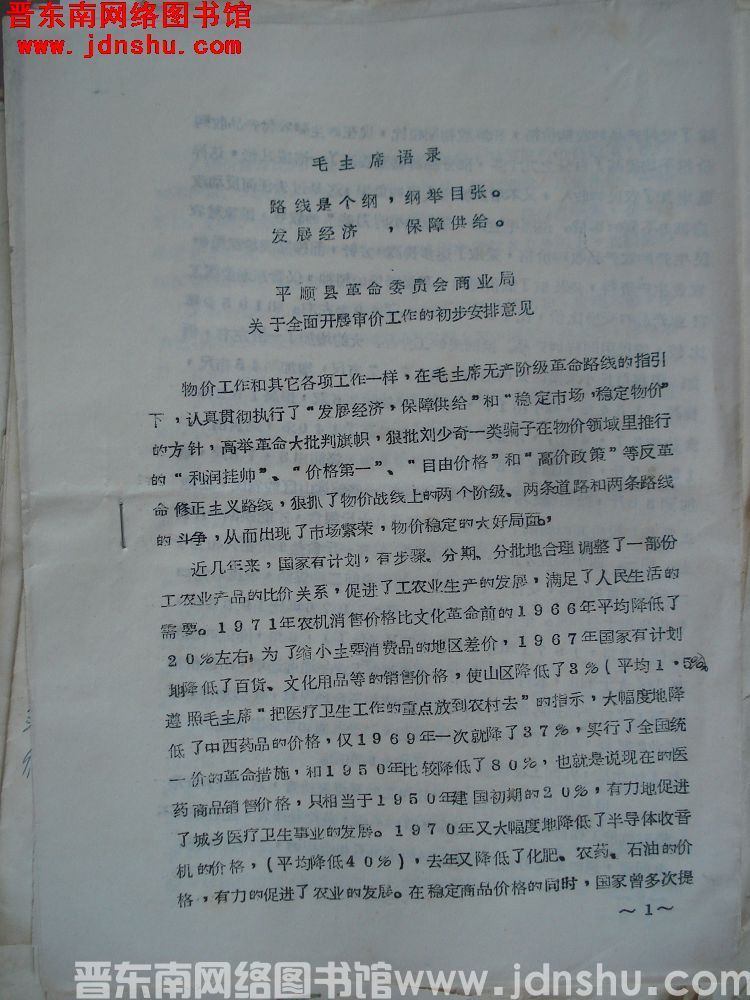 晋东南网络图书馆
www.jdnshu.com
毛主席语录
路线是个纲，纲举目张。
发展经济　，保障供给。
平顺县革命委员会商业局
关于全面开展审价工作的初步安排意见
物价工作和其它各项工作一样，在毛主席无产阶级革命路线的指引
下，认真贯彻执行了“发展经济，保障供给”和“稳定市场，稳定物价”
的方针，高举革命大批判旗帜，狠批刘少奇一类骗子在物价领域里推行
的“利润挂帅”、“价格第一”、“自由价格”和“高价政策”等反革
命修正主义路线，狠抓了物价战线上的两个阶级、两条道路和两条路线
的斗争，从而出现了市场繁荣，物价稳定的大好局面。
近几年来，国家有计划，有步骤、分期、分批地合理调整了一部份
工农业产品的比价关系，促进了工农业生产的发展，满足了人民生活的
需要。1971年农机消售价格比文化革命前的1966年平均降低了
20%左右；为了缩小主要消费品的地区差价，1967年国家有计划
地降低了百货、文化用品等的销售价格，使山区降低了3%（平均1.5%）
遵照毛主席“把医疗卫生工作的重点放到农村去”的指示，大幅度地降
低了中西药品的价格，仅1969年一次就降了37%，实行了全国统
一价的革命措施，和1950年比较降低了80%，也就是说现在的医
药商品销售价格，只相当于1950年建国初期的20%，有力地促进
了城乡医疗卫生事业的发展。1970年又大幅度地降低了半导体收音
机的价格，（平均降低40%），去年又降低了化肥、农药、石油的价
格，有力的促进了农业的发展。在稳定商品价格的同时，国家曾多次提
～1～
晋东南网络图书馆www.jdnshu.com